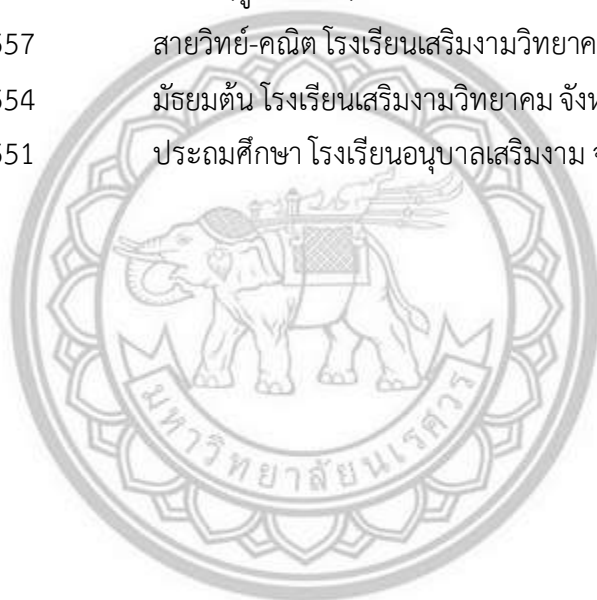 557 สายวิทย์-คณิต โรงเรียนเสริมงามวิทยาค
554 มัธยมต้น โรงเรียนเสริมงามวิทยาคม จังห
551 ประถมศึกษา โรงเรียนอนุบาลเสริมงาม จ
มหาวิทยาลัยนเรศวร